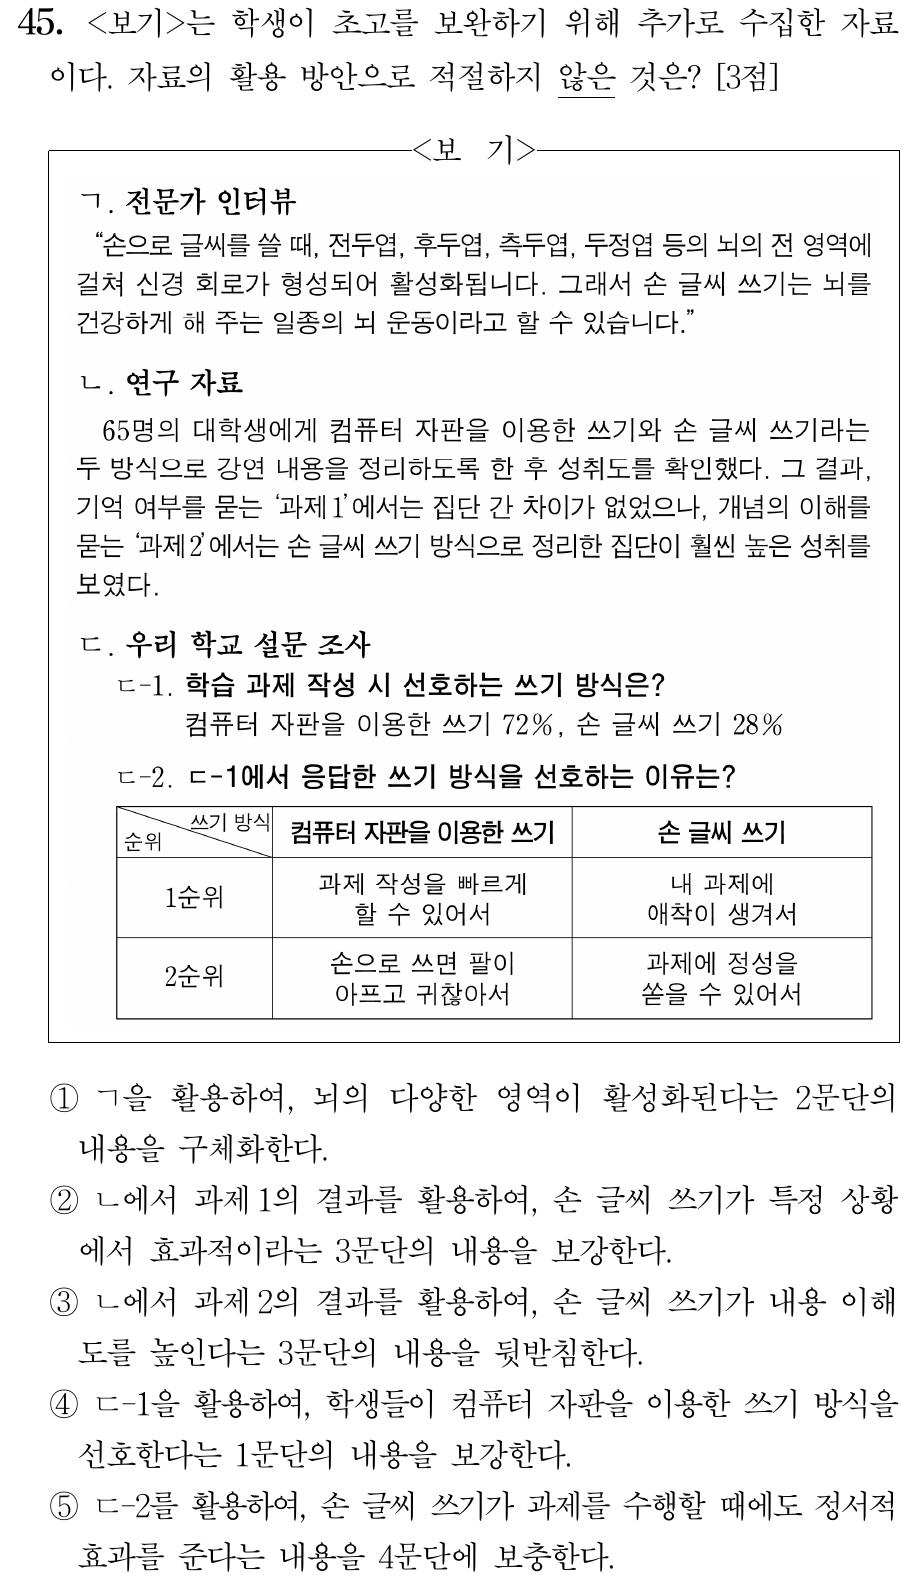 45. <보기>는 학생이 초고를 보완하기 위해 추가로 수집한 자료
이다. 자료의 활용 방안으로 적절하지 않은 것은? [3점]
<보 기>
ㄱ. 전문가 인터뷰
“손으로 글씨를 쓸 때, 전두엽, 후두엽, 측두엽, 두정엽 등의 뇌의 전 영역에
걸쳐 신경 회로가 형성되어 활성화됩니다. 그래서 손 글씨 쓰기는 뇌를
건강하게 해 주는 일종의 뇌 운동이라고 할 수 있습니다.”
ㄴ. 연구 자료
65명의 대학생에게 컴퓨터 자판을 이용한 쓰기와 손 글씨 쓰기라는
두 방식으로 강연 내용을 정리하도록 한 후 성취도를 확인했다. 그 결과,
기억 여부를 묻는 ‘과제1’에서는 집단 간 차이가 없었으나, 개념의 이해를
묻는 ‘과제2’에서는 손 글씨 쓰기 방식으로 정리한 집단이 훨씬 높은 성취를
보였다.
ㄷ. 우리 학교 설문 조사
ㄷ-1. 학습 과제 작성 시 선호하는 쓰기 방식은?
컴퓨터 자판을 이용한 쓰기 72%, 손 글씨 쓰기 28%
ㄷ-2. ㄷ-1에서 응답한 쓰기 방식을 선호하는 이유는?
쓰기 방식
순위
컴퓨터 자판을 이용한 쓰기
손 글씨 쓰기
1순위
과제 작성을 빠르게
할 수 있어서
내 과제에
애착이 생겨서
2순위
손으로 쓰면 팔이
아프고 귀찮아서
과제에 정성을
쏟을 수 있어서
① ㄱ을 활용하여, 뇌의 다양한 영역이 활성화된다는 2문단의
내용을 구체화한다.
② ㄴ에서 과제1의 결과를 활용하여, 손 글씨 쓰기가 특정 상황
에서 효과적이라는 3문단의 내용을 보강한다.
③ ㄴ에서 과제2의 결과를 활용하여, 손 글씨 쓰기가 내용 이해
도를 높인다는 3문단의 내용을 뒷받침한다.
④ ㄷ-1을 활용하여, 학생들이 컴퓨터 자판을 이용한 쓰기 방식을
선호한다는 1문단의 내용을 보강한다.
⑤ ㄷ-2를 활용하여, 손 글씨 쓰기가 과제를 수행할 때에도 정서적
효과를 준다는 내용을 4문단에 보충한다.